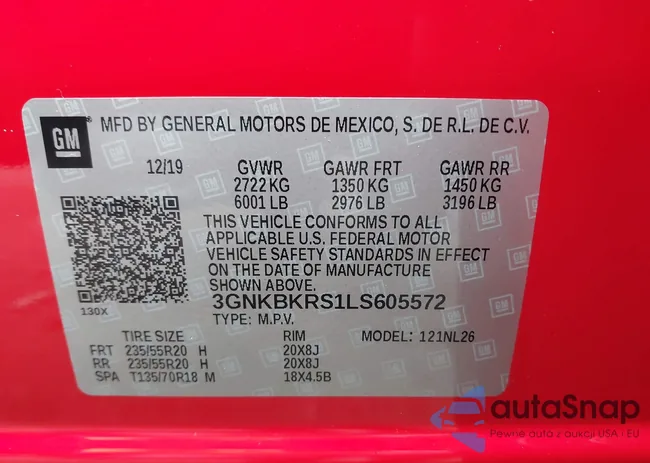 GM
MFD BY GENERAL MOTORS DE MEXICO, S. DE R.L. DE C.V.
12/19 GVWR GAWR FRT GAWR RR
2722 KG 1350 KG 1450 KG
6001 LB 2976 LB 3196 LB
THIS VEHICLE CONFORMS TO ALL
APPLICABLE U.S. FEDERAL MOTOR
VEHICLE SAFETY STANDARDS IN EFFECT
ON THE DATE OF MANUFACTURE
SHOWN ABOVE.
130X
3GNKBKRS1LS605572
TYPE: M.P.V.
TIRE SIZE RIM MODEL: 121NL26
FRT 235/55R20 H 20X8J
RR 235/55R20 H 20X8J
SPA T135/70R18 M 18X4.5B
autaSnap
Pewne auta z aukcji USA i EU